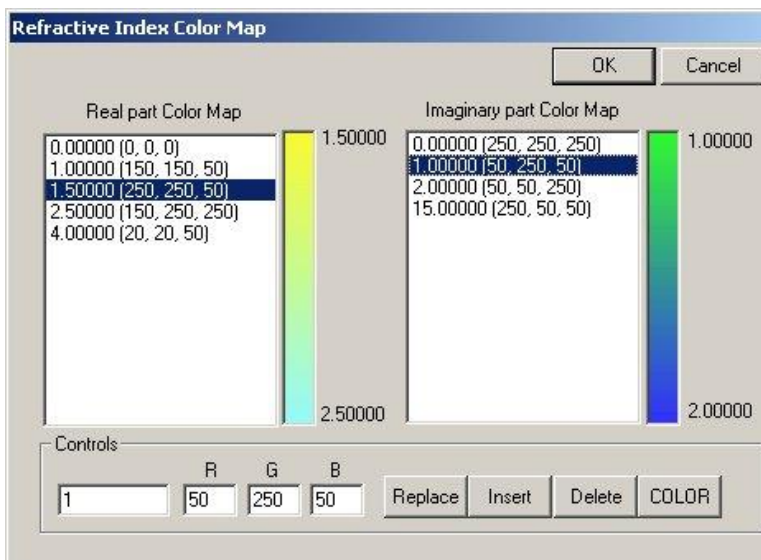 Refractive Index Color Map
OK Cancel
Real part Color Map
0.00000 (0, 0, 0)
1.00000 (150, 150, 50)
1.50000 (250, 250, 50)
2.50000 (150, 250, 250)
4.00000 (20, 20, 50)
1.50000
2.50000
Imaginary part Color Map
0.00000 (250, 250, 250)
1.00000 (50, 250, 50)
2.00000 (50, 50, 250)
15.00000 (250, 50, 50)
1.00000
2.00000
Controls
R G B
1 50 250 50 Replace Insert Delete COLOR